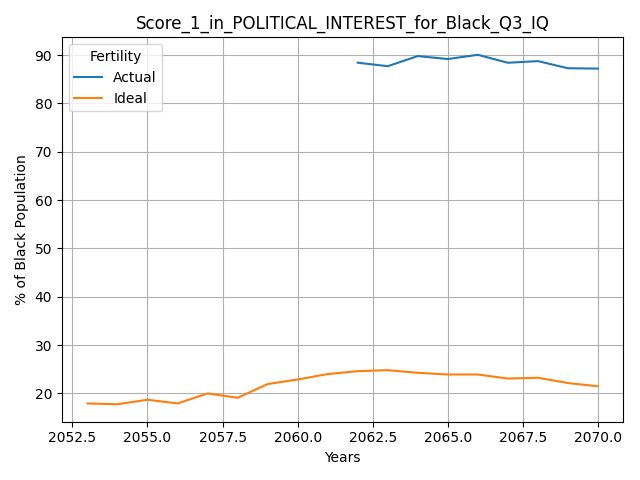 Score_1_in_POLITICAL_INTEREST_for_Black_Q3_IQ
Fertility
Actual
Ideal
% of Black Population
90
80
70
60
50
40
30
20
2052.5 2055.0 2057.5 2060.0 2062.5 2065.0 2067.5 2070.0
Years